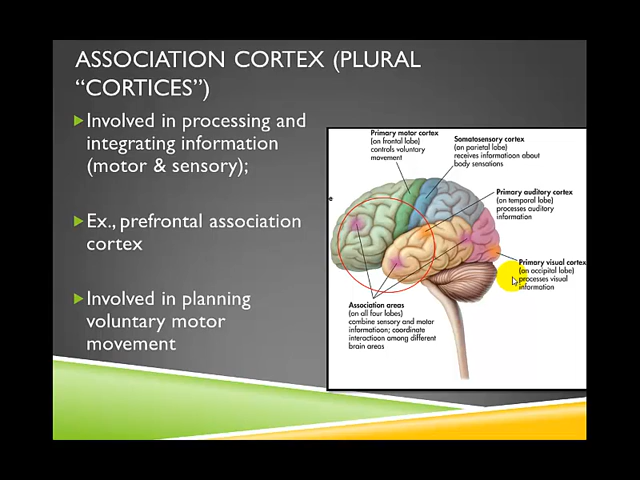 ASSOCIATION CORTEX (PLURAL
“CORTICES”)
Involved in processing and
integrating information
(motor & sensory);
Ex., prefrontal association
cortex
Involved in planning
voluntary motor
movement
Primary motor cortex
(on frontal lobe)
controls voluntary
movement
Somatosensory cortex
(on parietal lobe)
receives information about
body sensations
e
Primary auditory cortex
(on temporal lobe)
processes auditory
information
Primary visual cortex
(on occipital lobe)
processes visual
information
Association areas
(on all four lobes)
combine sensory and motor
information; coordinate
interactions among different
brain areas